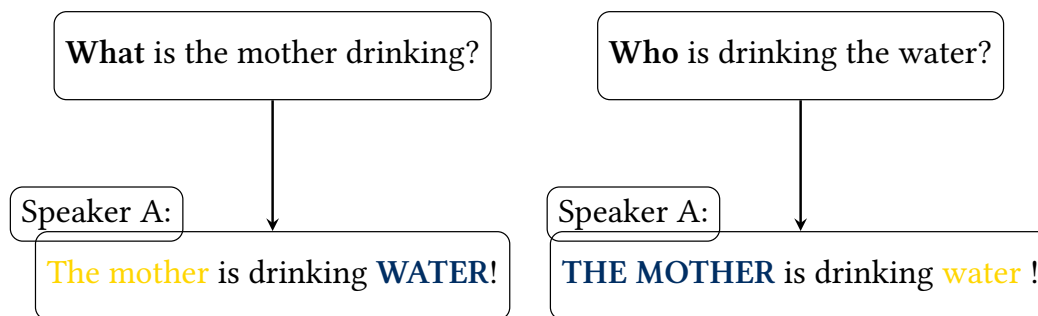 What is the mother drinking?
Who is drinking the water?
Speaker A:
Speaker A:
The mother is drinking WATER!
THE MOTHER is drinking water !